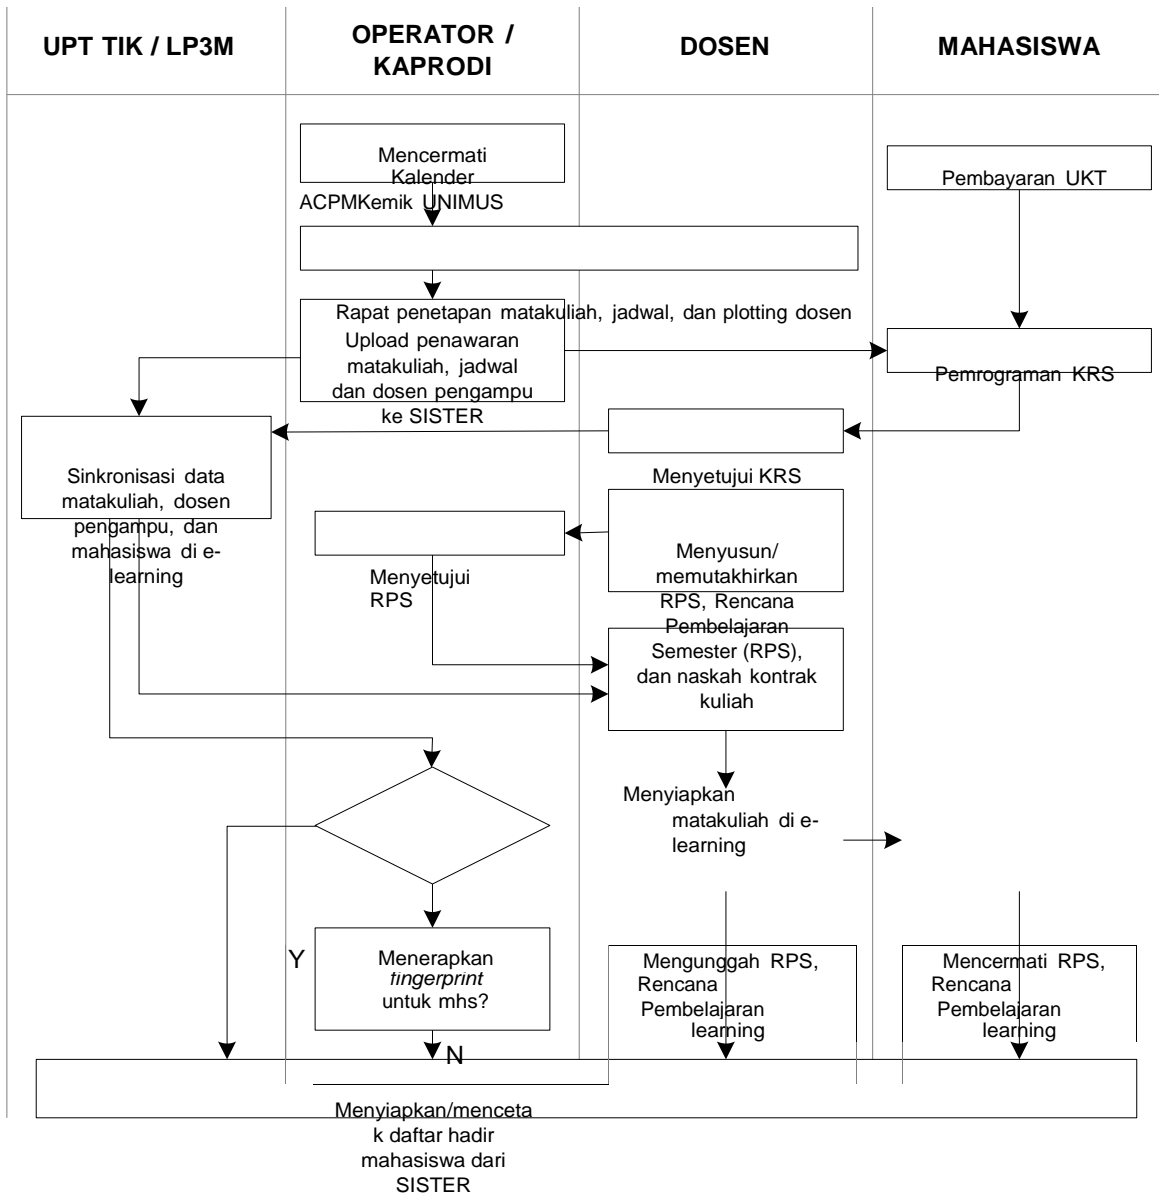 UPT TIK / LP3M
OPERATOR /
KAPRODI
DOSEN
MAHASISWA
Mencermati
Kalender
ACPMKemik UNIMUS
Pembayaran UKT
Rapat penetapan matakuliah, jadwal, dan plotting dosen
Upload penawaran
matakuliah, jadwal
dan dosen pengampu
ke SISTER
Pemrograman KRS
Sinkronisasi data
matakuliah, dosen
pengampu, dan
mahasiswa di e-
learning
Menyetujui KRS
Menyetujui
RPS
Menyusun/
memutakhirkan
RPS, Rencana
Pembelajaran
Semester (RPS),
dan naskah kontrak
kuliah
Menyiapkan
matakuliah di e-
learning
Y
Menerapkan
fingerprint
untuk mhs?
N
Mengunggah RPS,
Rencana
Pembelajaran
learning
Mencermati RPS,
Rencana
Pembelajaran
learning
Menyiapkan/menceta
k daftar hadir
mahasiswa dari
SISTER